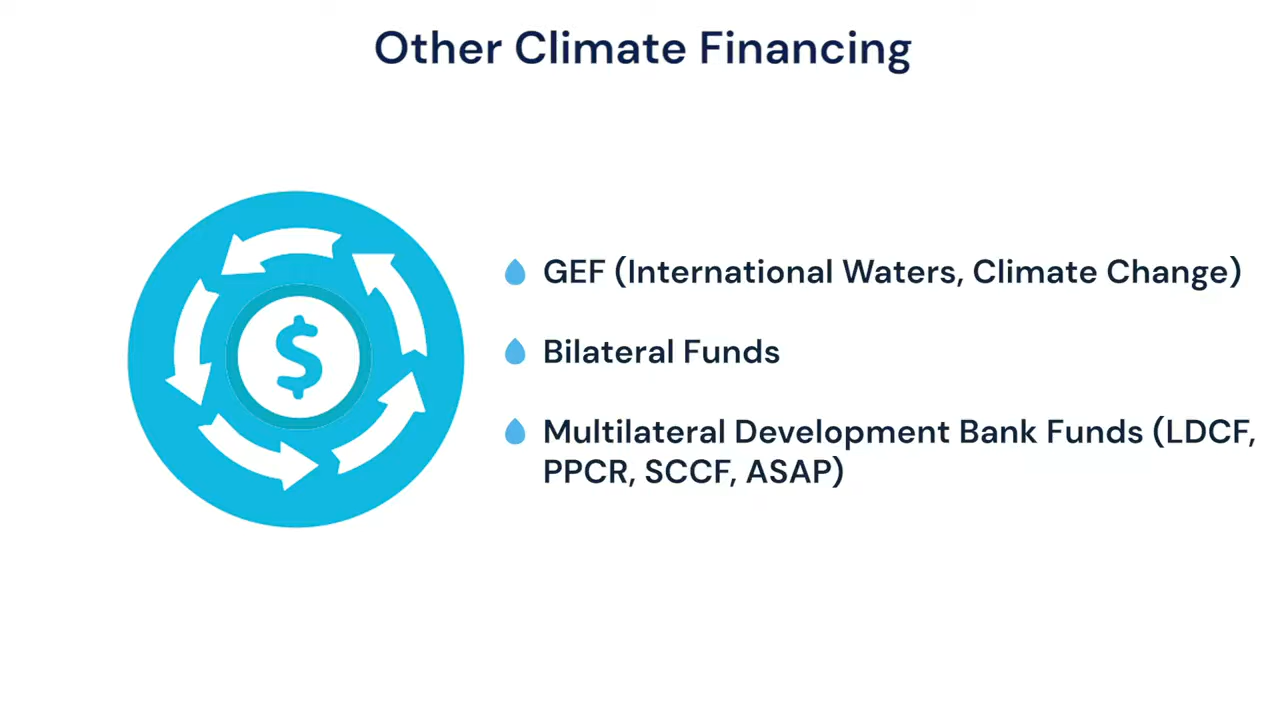 Other Climate Financing
$
GEF (International Waters, Climate Change)
Bilateral Funds
Multilateral Development Bank Funds (LDCF,
PPCR, SCCF, ASAP)